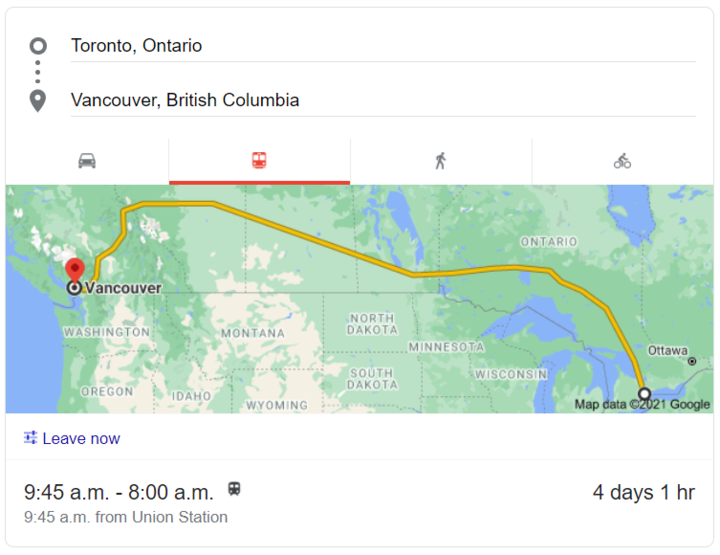 Toronto, Ontario
Vancouver, British Columbia
ONTARIO
Vancouver
WASHINGTON
MONTANA
NORTH
DAKOTA
MINNESOTA
Ottawa
SOUTH
DAKOTA
WISCONSIN
OREGON
IDAHO
WYOMING
Map data ©2021 Google
Leave now
9:45 a.m. - 8:00 a.m.
4 days 1 hr
9:45 a.m. from Union Station